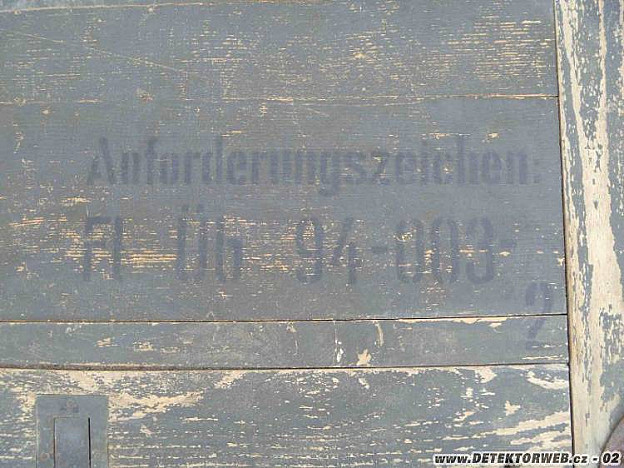 Anforderungszeichen:
Fl Üb 94-003-
2
www.DETEKTORWEB.cz - 02